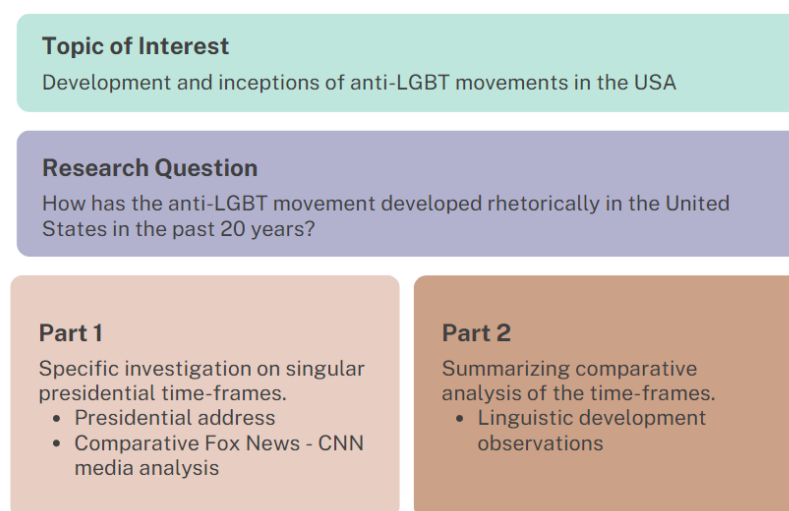 Topic of Interest
Development and inceptions of anti-LGBT movements in the USA
Research Question
How has the anti-LGBT movement developed rhetorically in the United
States in the past 20 years?
Part 1
Specific investigation on singular
presidential time-frames.
• Presidential address
• Comparative Fox News - CNN
media analysis
Part 2
Summarizing comparative
analysis of the time-frames.
• Linguistic development
observations